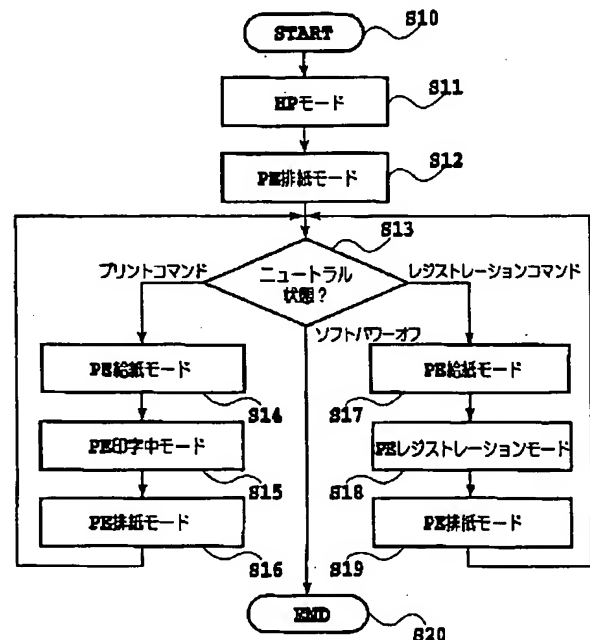 S10
START
S11
HPモード
S12
PE排紙モード
S13
プリントコマンド
ニュートラル
状態?
レジストレーションコマンド
ソフトパワーオフ
PE給紙モード
S14
PE印字中モード
S15
PE排紙モード
S16
PE給紙モード
S17
PEレジストレーションモード
S18
PE排紙モード
S19
END
S20